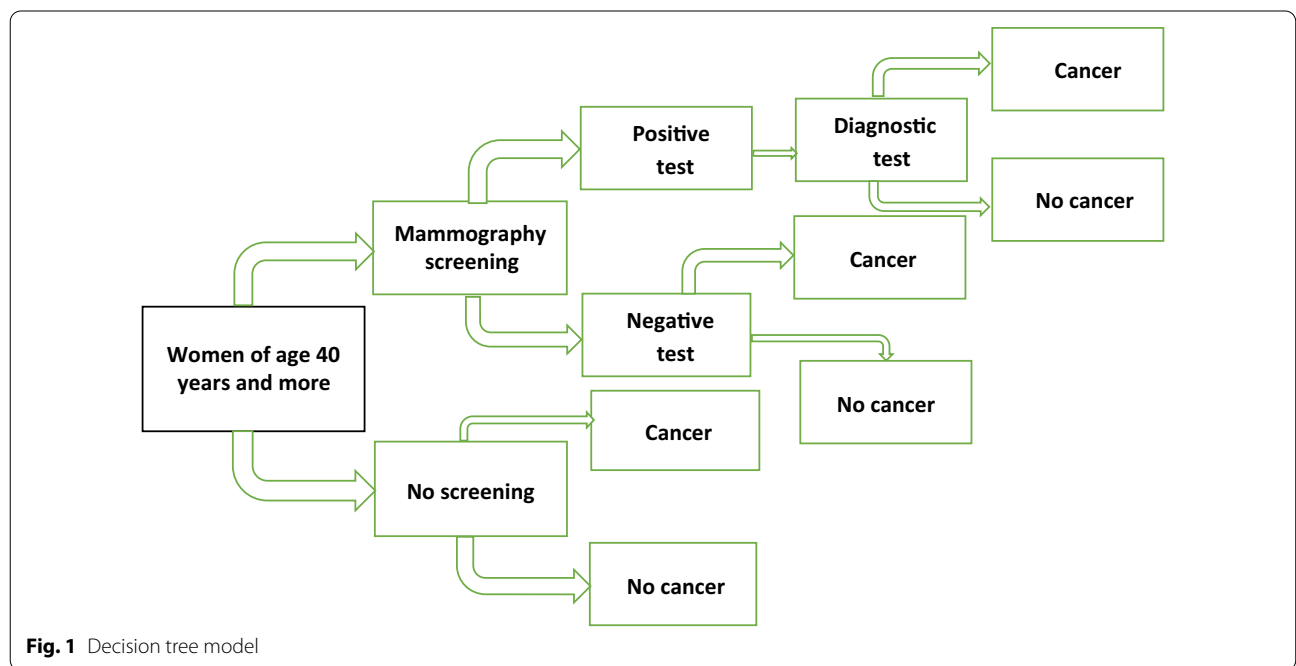 Cancer
Positive
test
Diagnostic
test
No cancer
Mammography
screening
Cancer
Negative
test
Women of age 40
years and more
No cancer
Cancer
No screening
No cancer
Fig. 1 Decision tree model